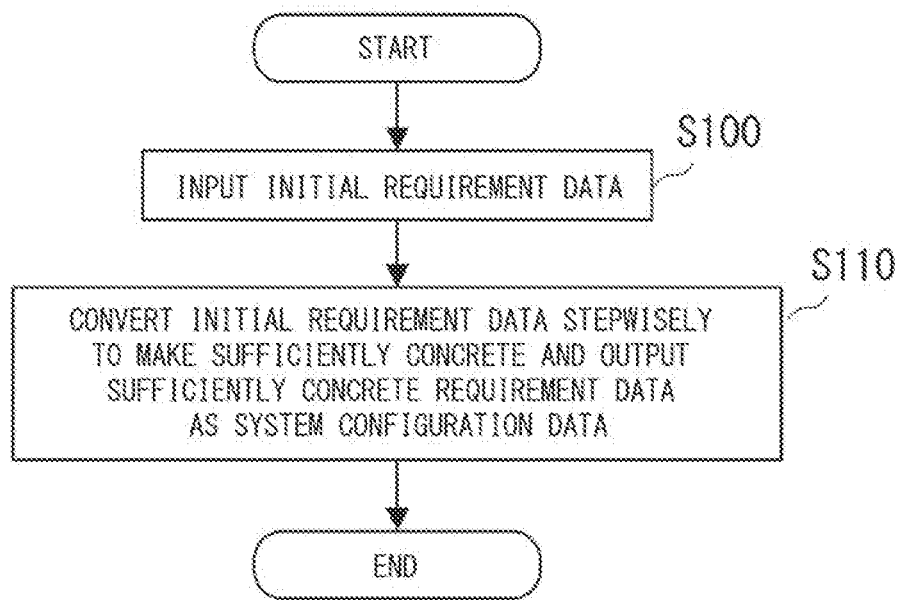 START
S100
INPUT INITIAL REQUIREMENT DATA
S110
CONVERT INITIAL REQUIREMENT DATA STEPWISELY
TO MAKE SUFFICIENTLY CONCRETE AND OUTPUT
SUFFICIENTLY CONCRETE REQUIREMENT DATA
AS SYSTEM CONFIGURATION DATA
END